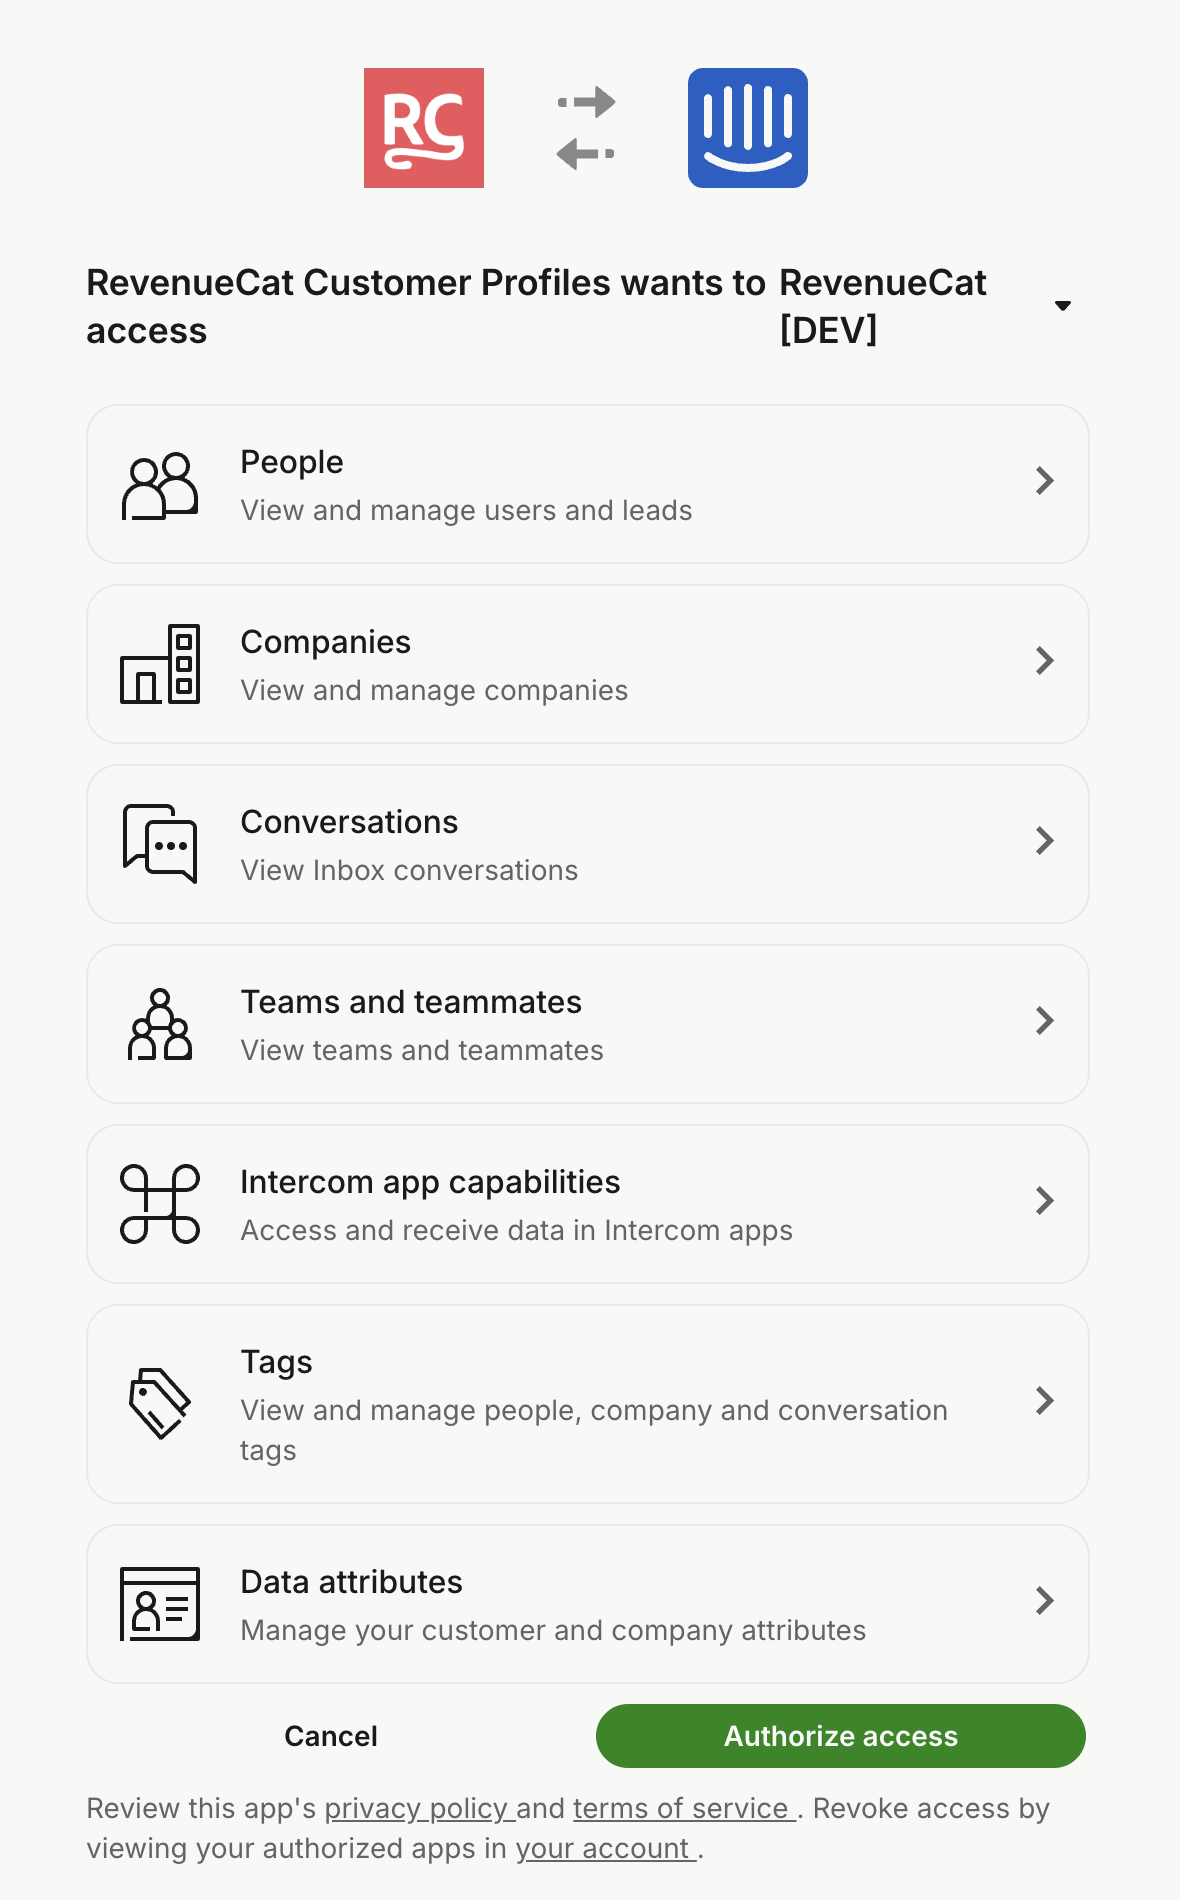 RC
RevenueCat Customer Profiles wants to access
RevenueCat [DEV]
People
View and manage users and leads
Companies
View and manage companies
Conversations
View Inbox conversations
Teams and teammates
View teams and teammates
Intercom app capabilities
Access and receive data in Intercom apps
Tags
View and manage people, company and conversation
tags
Data attributes
Manage your customer and company attributes
Cancel
Authorize access
Review this app's privacy policy and terms of service . Revoke access by
viewing your authorized apps in your account .